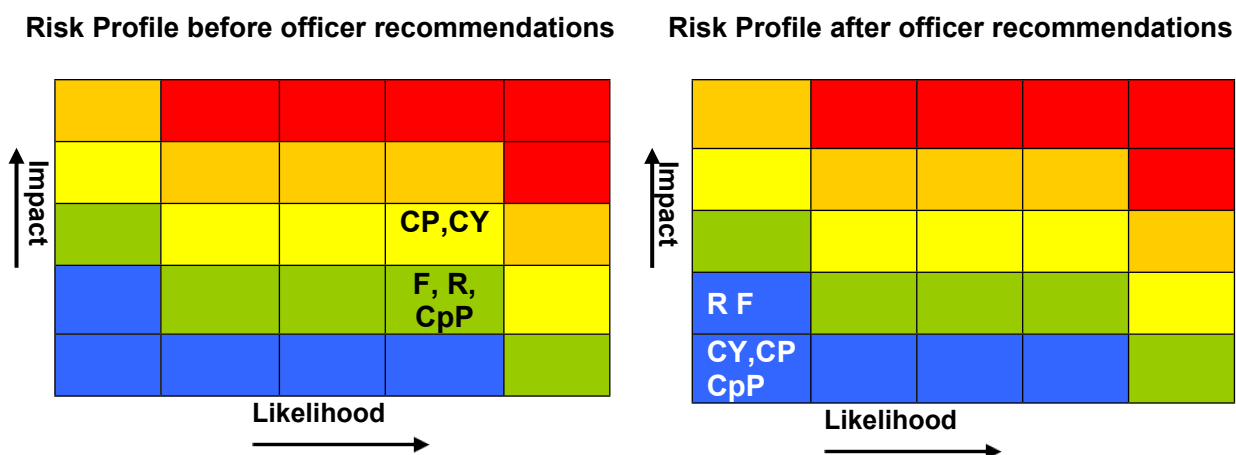 Risk Profile before officer recommendations
Impact
CP,CY
F, R,
CpP
Likelihood
Risk Profile after officer recommendations
Impact
R F
CY,CP
CpP
Likelihood